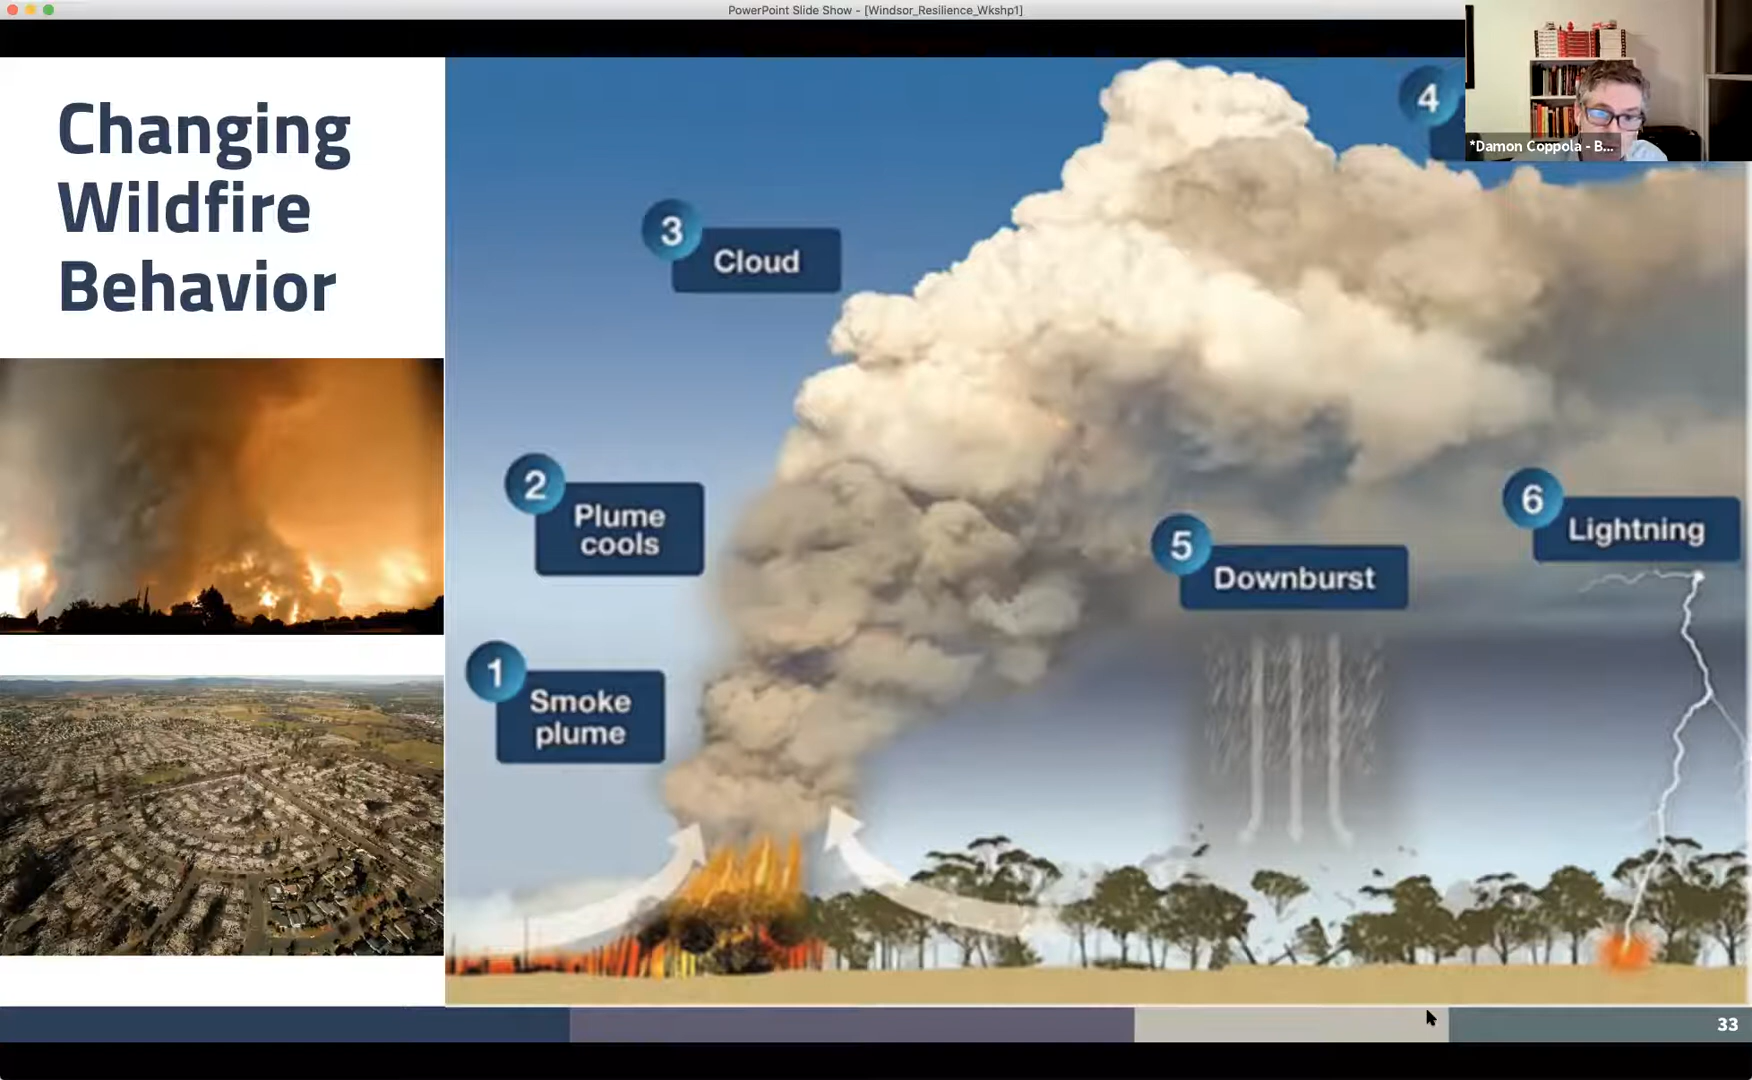 PowerPoint Slide Show - [Windsor_Resilience_Wkshp1]
Changing
Wildfire
Behavior
1
Smoke
plume
2
Plume
cools
3
Cloud
4
5
Downburst
6
Lightning
*Damon Coppola - B...
33